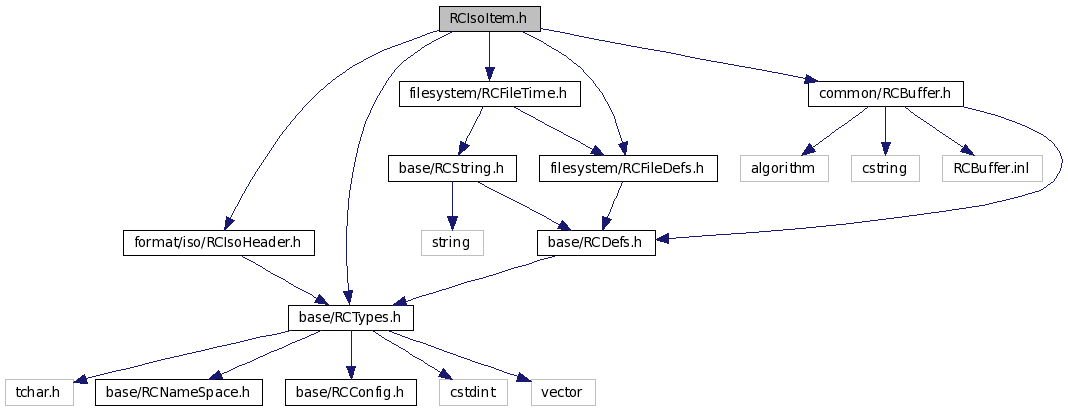 RCIsoItem.h
filesystem/RCFileTime.h
common/RCBuffer.h
base/RCString.h
filesystem/RCFileDefs.h
algorithm
cstring
RCBuffer.inl
format/iso/RCIsoHeader.h
string
base/RCDefs.h
base/RCTypes.h
tchar.h
base/RCNameSpace.h
base/RCConfig.h
cstdint
vector